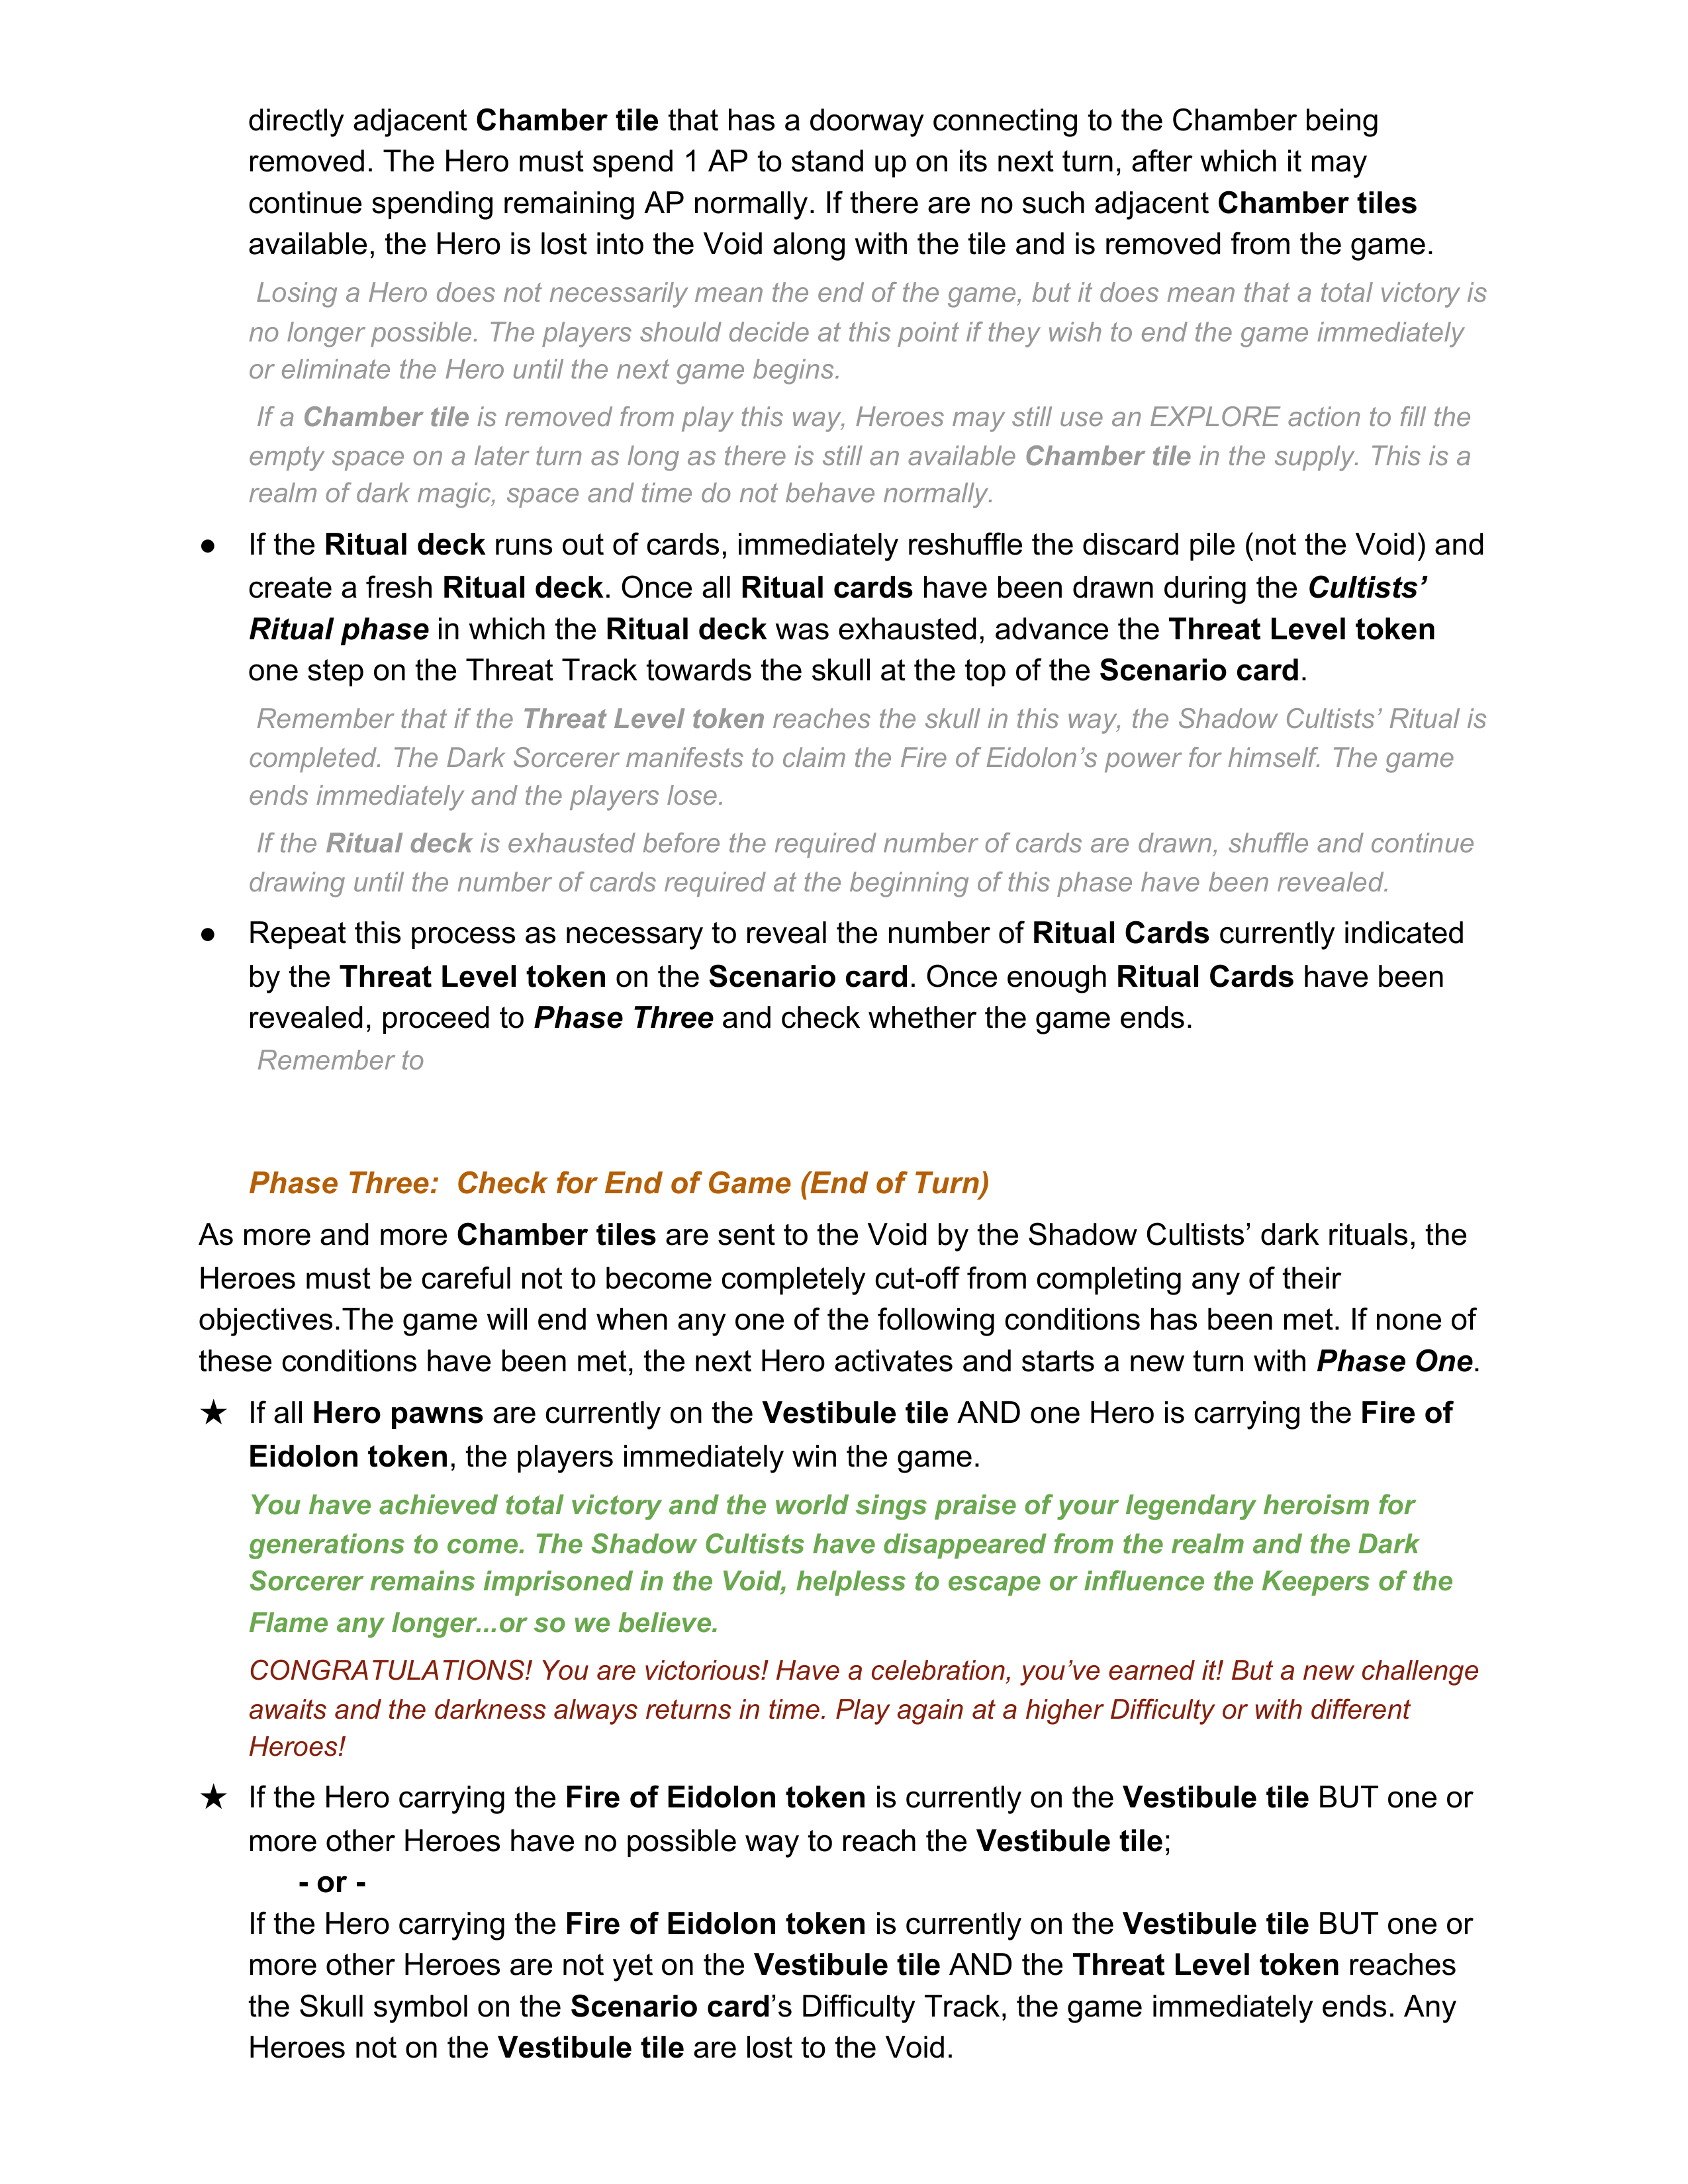 directly adjacent Chamber tile that has a doorway connecting to the Chamber being
removed. The Hero must spend 1 AP to stand up on its next turn, after which it may
continue spending remaining AP normally. If there are no such adjacent Chamber tiles
available, the Hero is lost into the Void along with the tile and is removed from the game.
Losing a Hero does not necessarily mean the end of the game, but it does mean that a total victory is
no longer possible. The players should decide at this point if they wish to end the game immediately
or eliminate the Hero until the next game begins.
If a Chamber tile is removed from play this way, Heroes may still use an EXPLORE action to fill the
empty space on a later turn as long as there is still an available Chamber tile in the supply. This is a
realm of dark magic, space and time do not behave normally.
● If the Ritual deck runs out of cards, immediately reshuffle the discard pile (not the Void) and
create a fresh Ritual deck. Once all Ritual cards have been drawn during the Cultists’
Ritual phase in which the Ritual deck was exhausted, advance the Threat Level token
one step on the Threat Track towards the skull at the top of the Scenario card.
Remember that if the Threat Level token reaches the skull in this way, the Shadow Cultists’ Ritual is
completed. The Dark Sorcerer manifests to claim the Fire of Eidolon’s power for himself. The game
ends immediately and the players lose.
If the Ritual deck is exhausted before the required number of cards are drawn, shuffle and continue
drawing until the number of cards required at the beginning of this phase have been revealed.
● Repeat this process as necessary to reveal the number of Ritual Cards currently indicated
by the Threat Level token on the Scenario card. Once enough Ritual Cards have been
revealed, proceed to Phase Three and check whether the game ends.
Remember to
Phase Three:  Check for End of Game (End of Turn)
As more and more Chamber tiles are sent to the Void by the Shadow Cultists’ dark rituals, the
Heroes must be careful not to become completely cut-off from completing any of their
objectives.The game will end when any one of the following conditions has been met. If none of
these conditions have been met, the next Hero activates and starts a new turn with Phase One.
★ If all Hero pawns are currently on the Vestibule tile AND one Hero is carrying the Fire of
Eidolon token, the players immediately win the game.
You have achieved total victory and the world sings praise of your legendary heroism for
generations to come. The Shadow Cultists have disappeared from the realm and the Dark
Sorcerer remains imprisoned in the Void, helpless to escape or influence the Keepers of the
Flame any longer...or so we believe.
CONGRATULATIONS! You are victorious! Have a celebration, you’ve earned it! But a new challenge
awaits and the darkness always returns in time. Play again at a higher Difficulty or with different
Heroes!
★ If the Hero carrying the Fire of Eidolon token is currently on the Vestibule tile BUT one or
more other Heroes have no possible way to reach the Vestibule tile;
- or -
If the Hero carrying the Fire of Eidolon token is currently on the Vestibule tile BUT one or
more other Heroes are not yet on the Vestibule tile AND the Threat Level token reaches
the Skull symbol on the Scenario card’s Difficulty Track, the game immediately ends. Any
Heroes not on the Vestibule tile are lost to the Void.